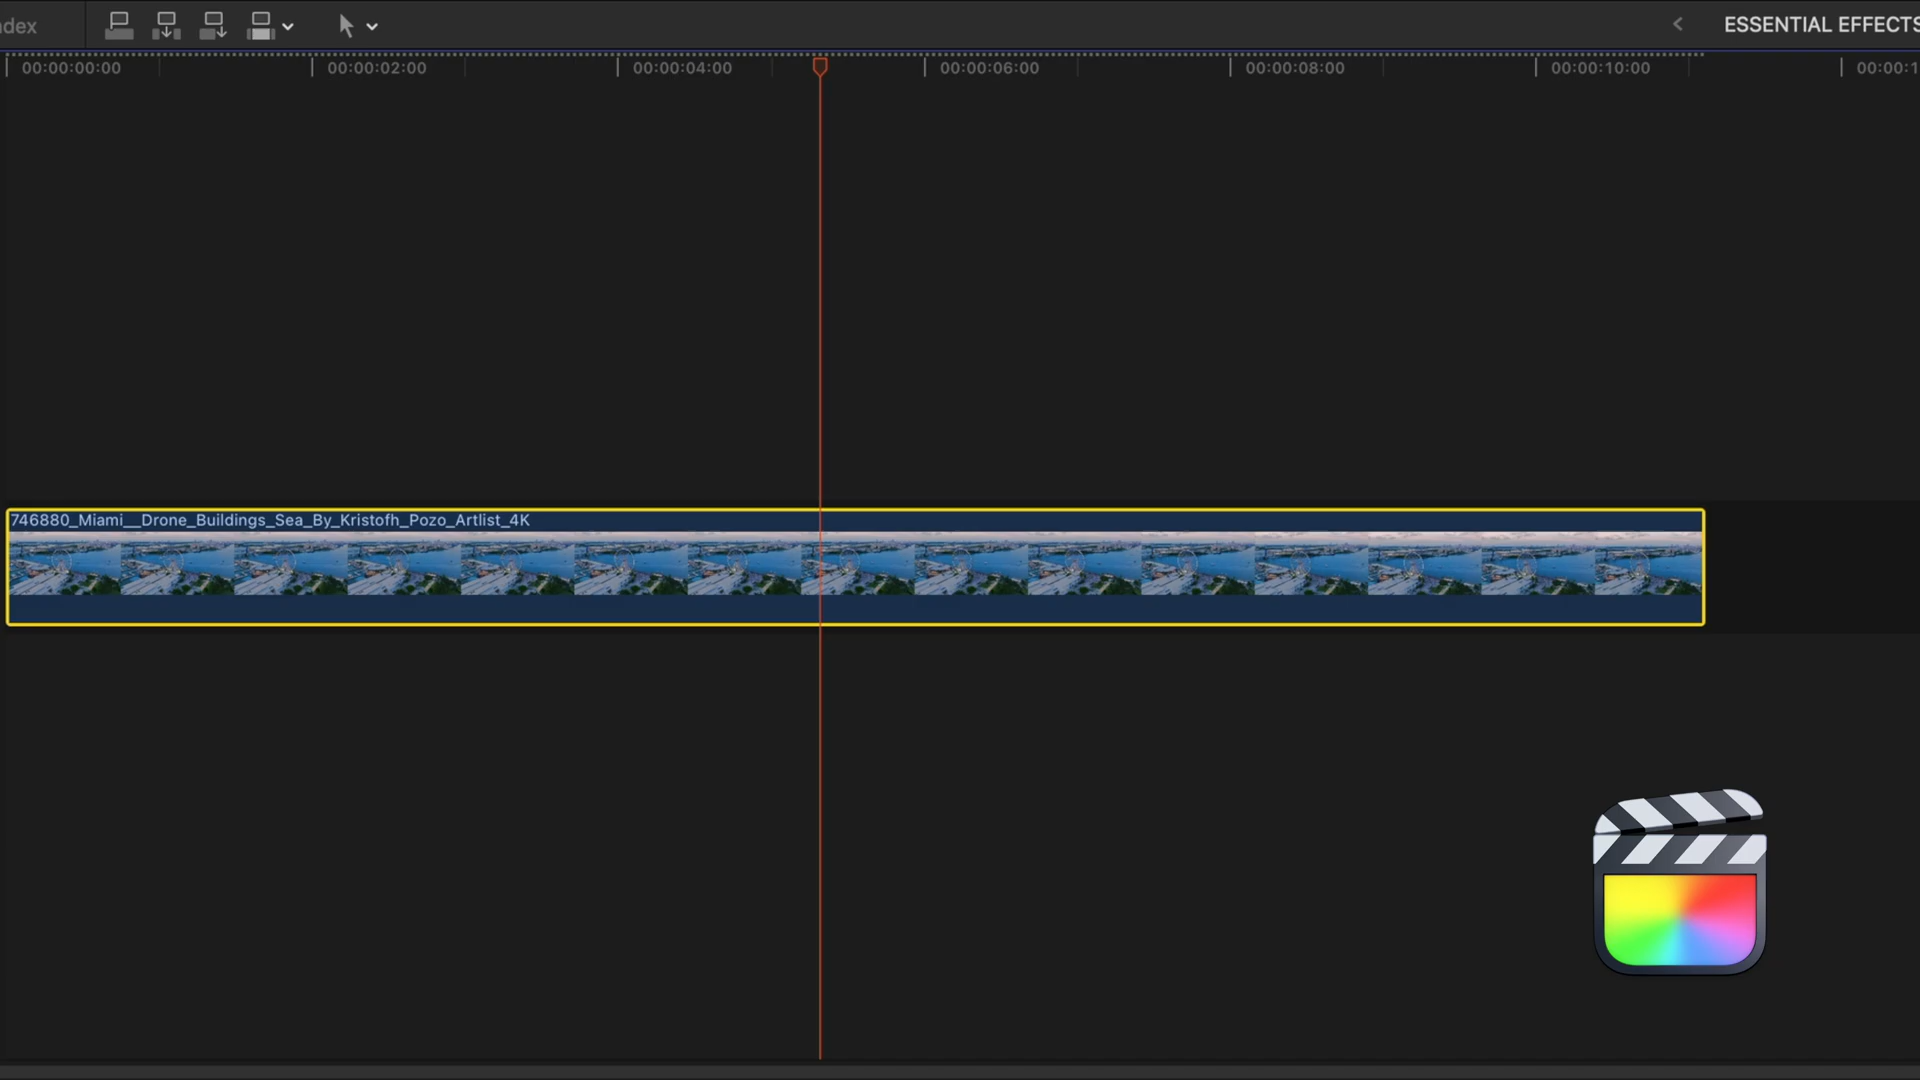 ndex
ESSENTIAL EFFECTS
00:00:00:00 00:00:02:00 00:00:04:00 00:00:06:00 00:00:08:00 00:00:10:00 00:00:1
746880_Miami__Drone_Buildings_Sea_By_Kristofh_Pozo_Artlist_4K